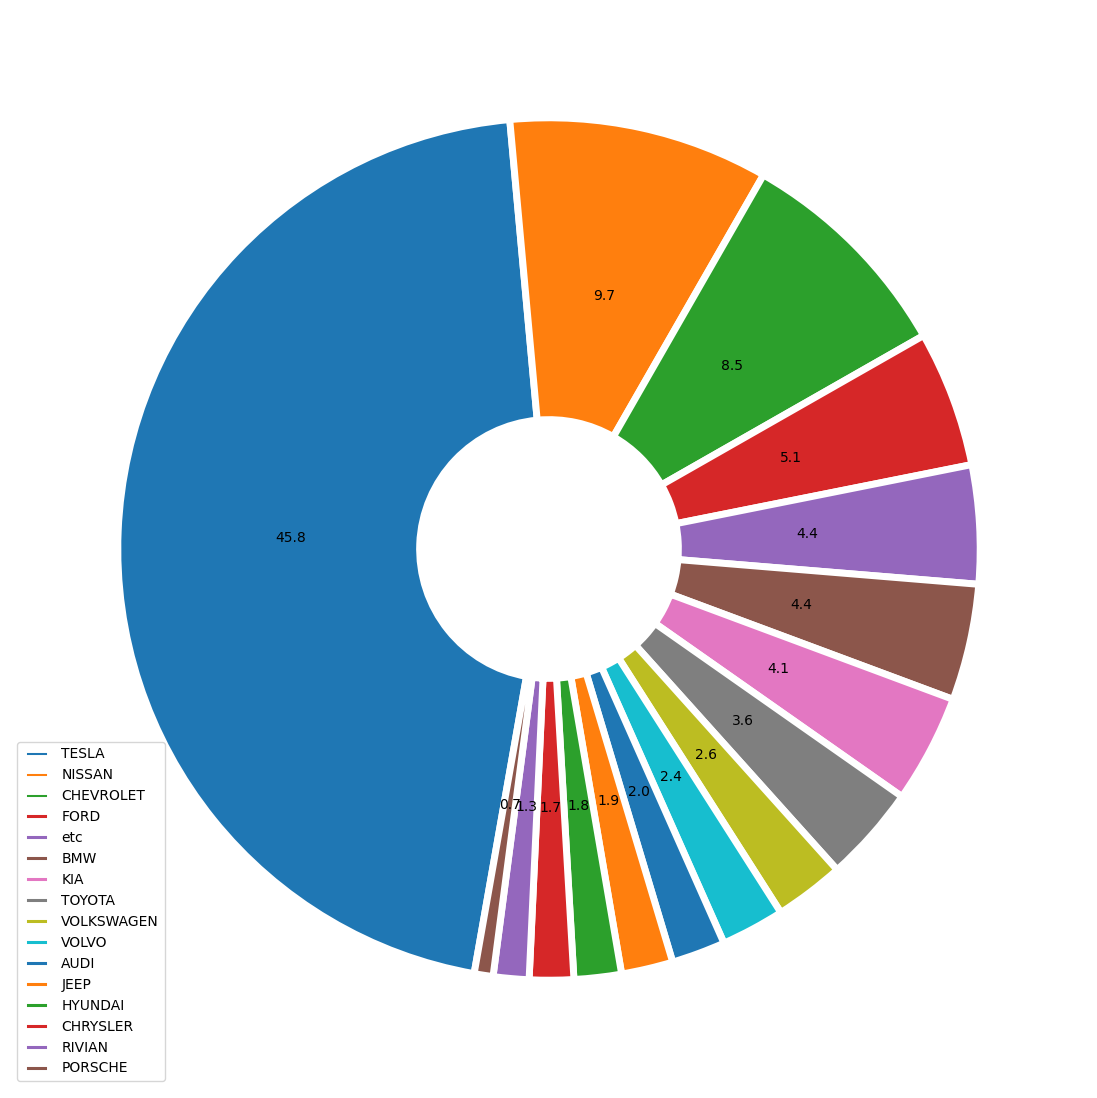 9.7
8.5
5.1
45.8
4.4
4.4
4.1
3.6
2.6
2.4
2.0
1.9
1.8
1.7
1.3
0.7
TESLA
NISSAN
CHEVROLET
FORD
etc
BMW
KIA
TOYOTA
VOLKSWAGEN
VOLVO
AUDI
JEEP
HYUNDAI
CHRYSLER
RIVIAN
PORSCHE